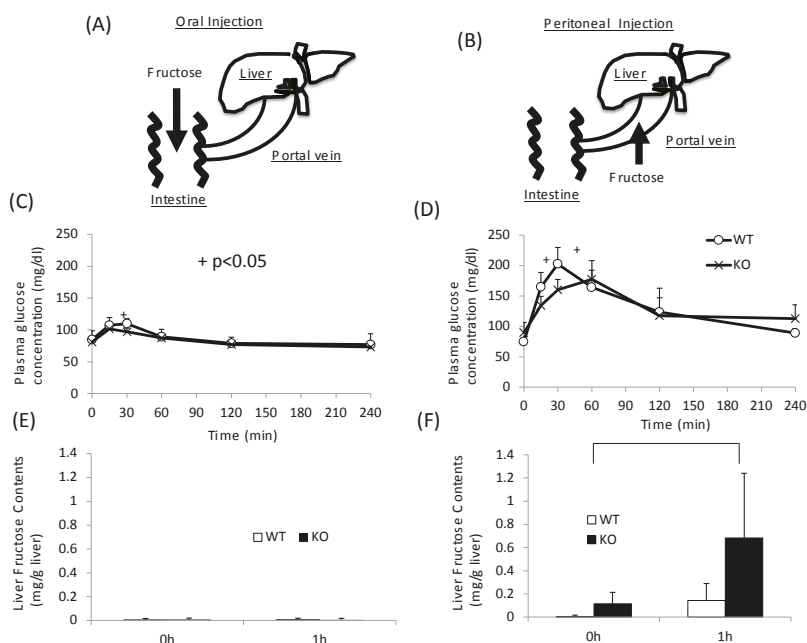 (A)
Oral Injection
Fructose
Liver
Portal vein
Intestine
(B)
Peritoneal Injection
Liver
Portal vein
Fructose
Intestine
(C)
Plasma glucose
concentration (mg/dl)
250
200
150
100
50
0
+ p<0.05
+
0 30 60 90 120 150 180 210 240
Time (min)
(D)
Plasma glucose
concentration (mg/dl)
250
200
150
100
50
0
+ +
WT
KO
0 30 60 90 120 150 180 210 240
Time (min)
(E)
Liver Fructose Contents
(mg/g liver)
1.4
1.2
1
0.8
0.6
0.4
0.2
0
WT KO
0h 1h
(F)
Liver Fructose Contents
(mg/g liver)
1.4
1.2
1
0.8
0.6
0.4
0.2
0
WT
KO
0h 1h